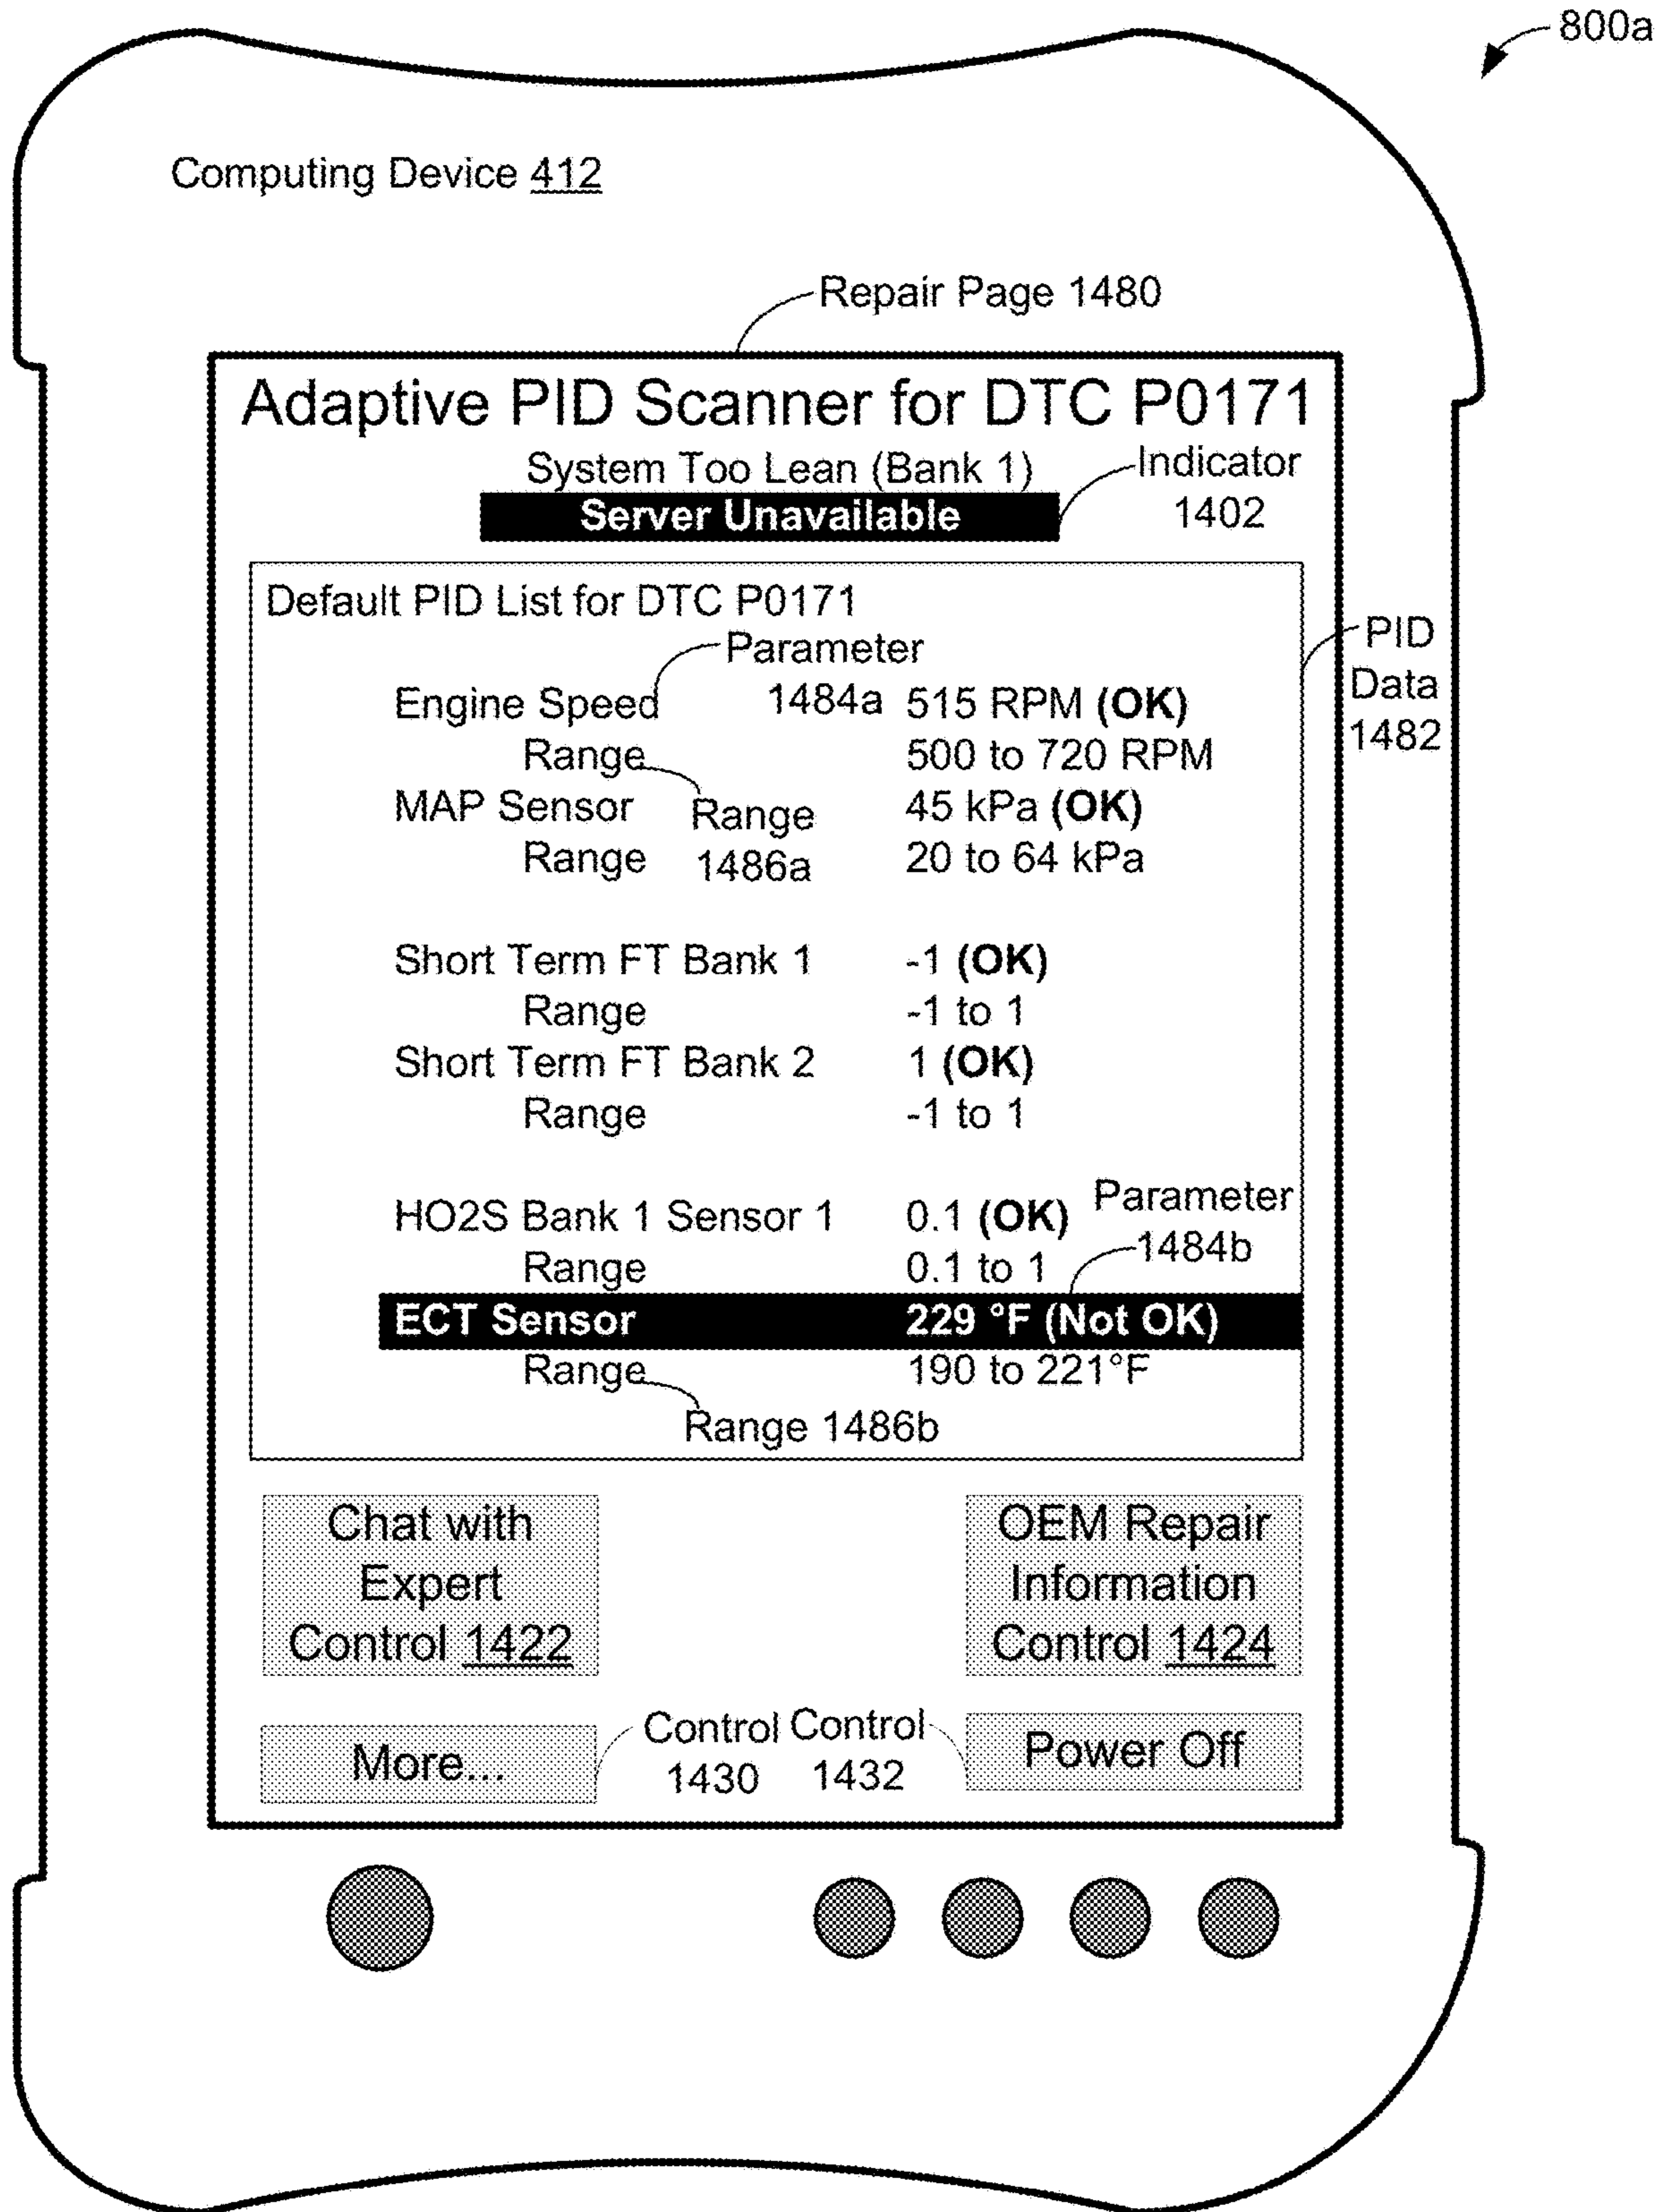 800a
Computing Device 412
Repair Page 1480
Adaptive PID Scanner for DTC P0171
System Too Lean (Bank 1)
Indicator
1402
Server Unavailable
Default PID List for DTC P0171
Parameter
1484a
PID
Data
1482
Engine Speed 515 RPM (OK)
Range 500 to 720 RPM
MAP Sensor 45 kPa (OK)
Range
1486a
Range 20 to 64 kPa
Short Term FT Bank 1 -1 (OK)
Range -1 to 1
Short Term FT Bank 2 1 (OK)
Range -1 to 1
HO2S Bank 1 Sensor 1 0.1 (OK)
Parameter
1484b
Range 0.1 to 1
ECT Sensor 229 °F (Not OK)
Range 190 to 221°F
Range 1486b
Chat with
Expert
Control 1422
OEM Repair
Information
Control 1424
More...
Control
1430
Control
1432
Power Off